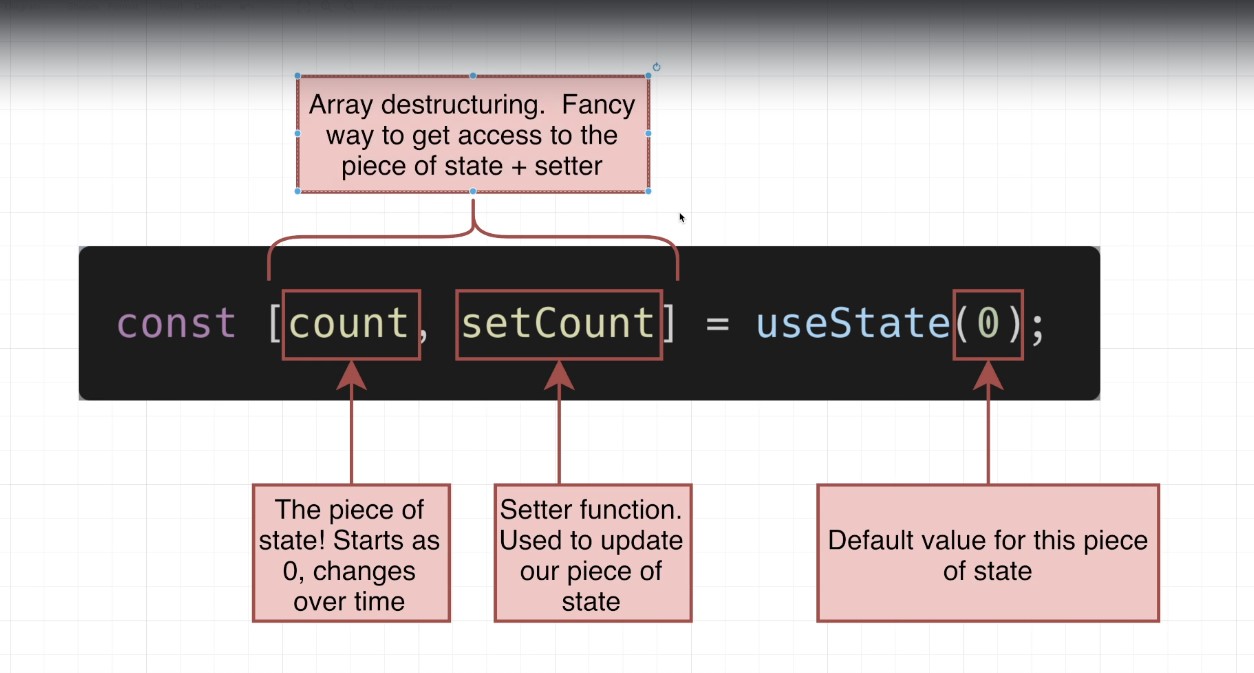 Array destructuring.  Fancy
way to get access to the
piece of state + setter
const [count, setCount] = useState(0);
The piece of
state! Starts as
0, changes
over time
Setter function.
Used to update
our piece of
state
Default value for this piece
of state